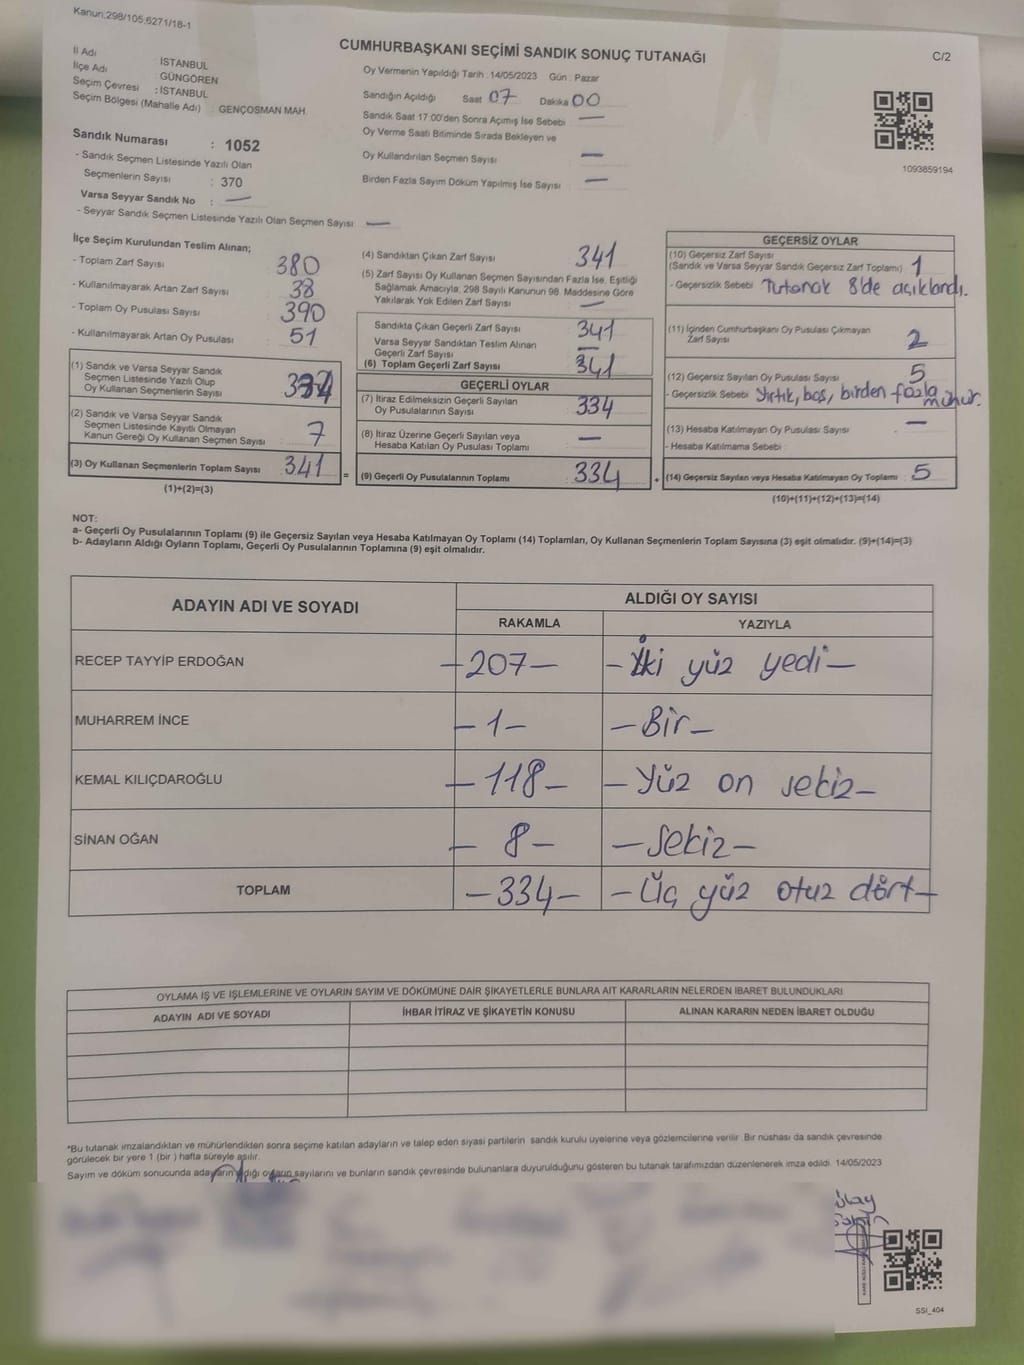 Kanun:298/105,6271/18-1
CUMHURBAŞKANI SEÇİMİ SANDIK SONUÇ TUTANAĞI
C/2
İl Adı : İSTANBUL
İlçe Adı : GÜNGÖREN
Seçim Çevresi : İSTANBUL
Seçim Bölgesi (Mahalle Adı) : GENÇOSMAN MAH.
Sandık Numarası : 1052
- Sandık Seçmen Listesinde Yazılı Olan
Seçmenlerin Sayısı : 370
Varsa Seyyar Sandık No : —
- Seyyar Sandık Seçmen Listesinde Yazılı Olan Seçmen Sayısı —
Oy Vermenin Yapıldığı Tarih : 14/05/2023 Gün : Pazar
Sandığın Açıldığı Saat 07 Dakika 00
Sandık Saat 17:00'den Sonra Açımış İse Sebebi —
Oy Verme Saati Bitiminde Sırada Bekleyen ve
Oy Kullandırılan Seçmen Sayısı —
Birden Fazla Sayım Döküm Yapılmış İse Sayısı —
1093859194
İlçe Seçim Kurulundan Teslim Alınan;
- Toplam Zarf Sayısı 380
- Kullanılmayarak Artan Zarf Sayısı 38
- Toplam Oy Pusulası Sayısı 390
- Kullanılmayarak Artan Oy Pusulası 51
(1) Sandık ve Varsa Seyyar Sandık
Seçmen Listesinde Yazılı Olup
Oy Kullanan Seçmenlerin Sayısı
(2) Sandık ve Varsa Seyyar Sandık
Seçmen Listesinde Kayıtlı Olmayan
Kanun Gereği Oy Kullanan Seçmen Sayısı 7
(3) Oy Kullanan Seçmenlerin Toplam Sayısı 341 =
(1)+(2)=(3)
(4) Sandıktan Çıkan Zarf Sayısı 341
(5) Zarf Sayısı Oy Kullanan Seçmen Sayısından Fazla İse, Eşitliği
Sağlamak Amacıyla; 298 Sayılı Kanunun 98. Maddesine Göre
Yakılarak Yok Edilen Zarf Sayısı —
Sandıkta Çıkan Geçerli Zarf Sayısı 341
Varsa Seyyar Sandıktan Teslim Alınan
Geçerli Zarf Sayısı —
(6) Toplam Geçerli Zarf Sayısı 341
GEÇERLİ OYLAR
(7) İtiraz Edilmeksizin Geçerli Sayılan
Oy Pusulalarının Sayısı 334
(8) İtiraz Üzerine Geçerli Sayılan veya
Hesaba Katılan Oy Pusulası Toplamı —
(9) Geçerli Oy Pusulalarının Toplamı 334
GEÇERSİZ OYLAR
(10) Geçersiz Zarf Sayısı
(Sandık ve Varsa Seyyar Sandık Geçersiz Zarf Toplamı) 1
- Geçersizlik Sebebi Tutanak 8'de açıklandı.
(11) İçinden Cumhurbaşkanı Oy Pusulası Çıkmayan
Zarf Sayısı 2
(12) Geçersiz Sayılan Oy Pusulası Sayısı 5
- Geçersizlik Sebebi Yırtık, boş, birden fazla mühür.
(13) Hesaba Katılmayan Oy Pusulası Sayısı —
- Hesaba Katılmama Sebebi
(14) Geçersiz Sayılan veya Hesaba Katılmayan Oy Toplamı 5
(10)+(11)+(12)+(13)=(14)
NOT:
a- Geçerli Oy Pusulalarının Toplamı (9) ile Geçersiz Sayılan veya Hesaba Katılmayan Oy Toplamı (14) Toplamları, Oy Kullanan Seçmenlerin Toplam Sayısına (3) eşit olmalıdır. (9)+(14)=(3)
b- Adayların Aldığı Oyların Toplamı, Geçerli Oy Pusulalarının Toplamına (9) eşit olmalıdır.
ADAYIN ADI VE SOYADI
ALDIĞI OY SAYISI
RAKAMLA YAZIYLA
RECEP TAYYİP ERDOĞAN —207— —İki yüz yedi—
MUHARREM İNCE —1— —Bir—
KEMAL KILIÇDAROĞLU —118— —Yüz on sekiz—
SİNAN OĞAN —8— —Sekiz—
TOPLAM —334— —Üç yüz otuz dört—
OYLAMA İŞ VE İŞLEMLERİNE VE OYLARIN SAYIM VE DÖKÜMÜNE DAİR ŞİKAYETLERLE BUNLARA AİT KARARLARIN NELERDEN İBARET BULUNDUKLARI
ADAYIN ADI VE SOYADI İHBAR İTİRAZ VE ŞİKAYETİN KONUSU ALINAN KARARIN NEDEN İBARET OLDUĞU
*Bu tutanak imzalandıktan ve mühürlendikten sonra seçime katılan adayların ve talep eden siyasi partilerin sandık kurulu üyelerine veya gözlemcilerine verilir. Bir nüshası da sandık çevresinde
görülecek bir yere 1 (bir ) hafta süreyle asılır.
Sayım ve döküm sonucunda adayların aldığı oyların sayılarını ve bunların sandık çevresinde bulunanlara duyurulduğunu gösteren bu tutanak tarafımızdan düzenlenerek imza edildi. 14/05/2023
SSI_404